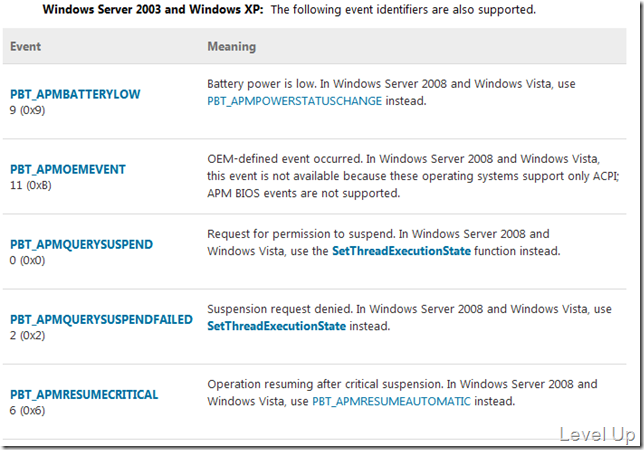 Windows Server 2003 and Windows XP: The following event identifiers are also supported.
Event Meaning
PBT_APMBATTERYLOW
9 (0x9)
Battery power is low. In Windows Server 2008 and Windows Vista, use
PBT_APMPOWERSTATUSCHANGE instead.
PBT_APMOEMEVENT
11 (0xB)
OEM-defined event occurred. In Windows Server 2008 and Windows Vista,
this event is not available because these operating systems support only ACPI;
APM BIOS events are not supported.
PBT_APMQUERYSUSPEND
0 (0x0)
Request for permission to suspend. In Windows Server 2008 and
Windows Vista, use the SetThreadExecutionState function instead.
PBT_APMQUERYSUSPENDFAILED
2 (0x2)
Suspension request denied. In Windows Server 2008 and Windows Vista, use
SetThreadExecutionState instead.
PBT_APMRESUMECRITICAL
6 (0x6)
Operation resuming after critical suspension. In Windows Server 2008 and
Windows Vista, use PBT_APMRESUMEAUTOMATIC instead.
Level Up